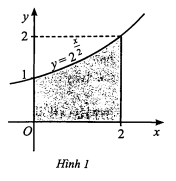 y
2
y = 2^{x/2}
1
O
2
x
Hình 1